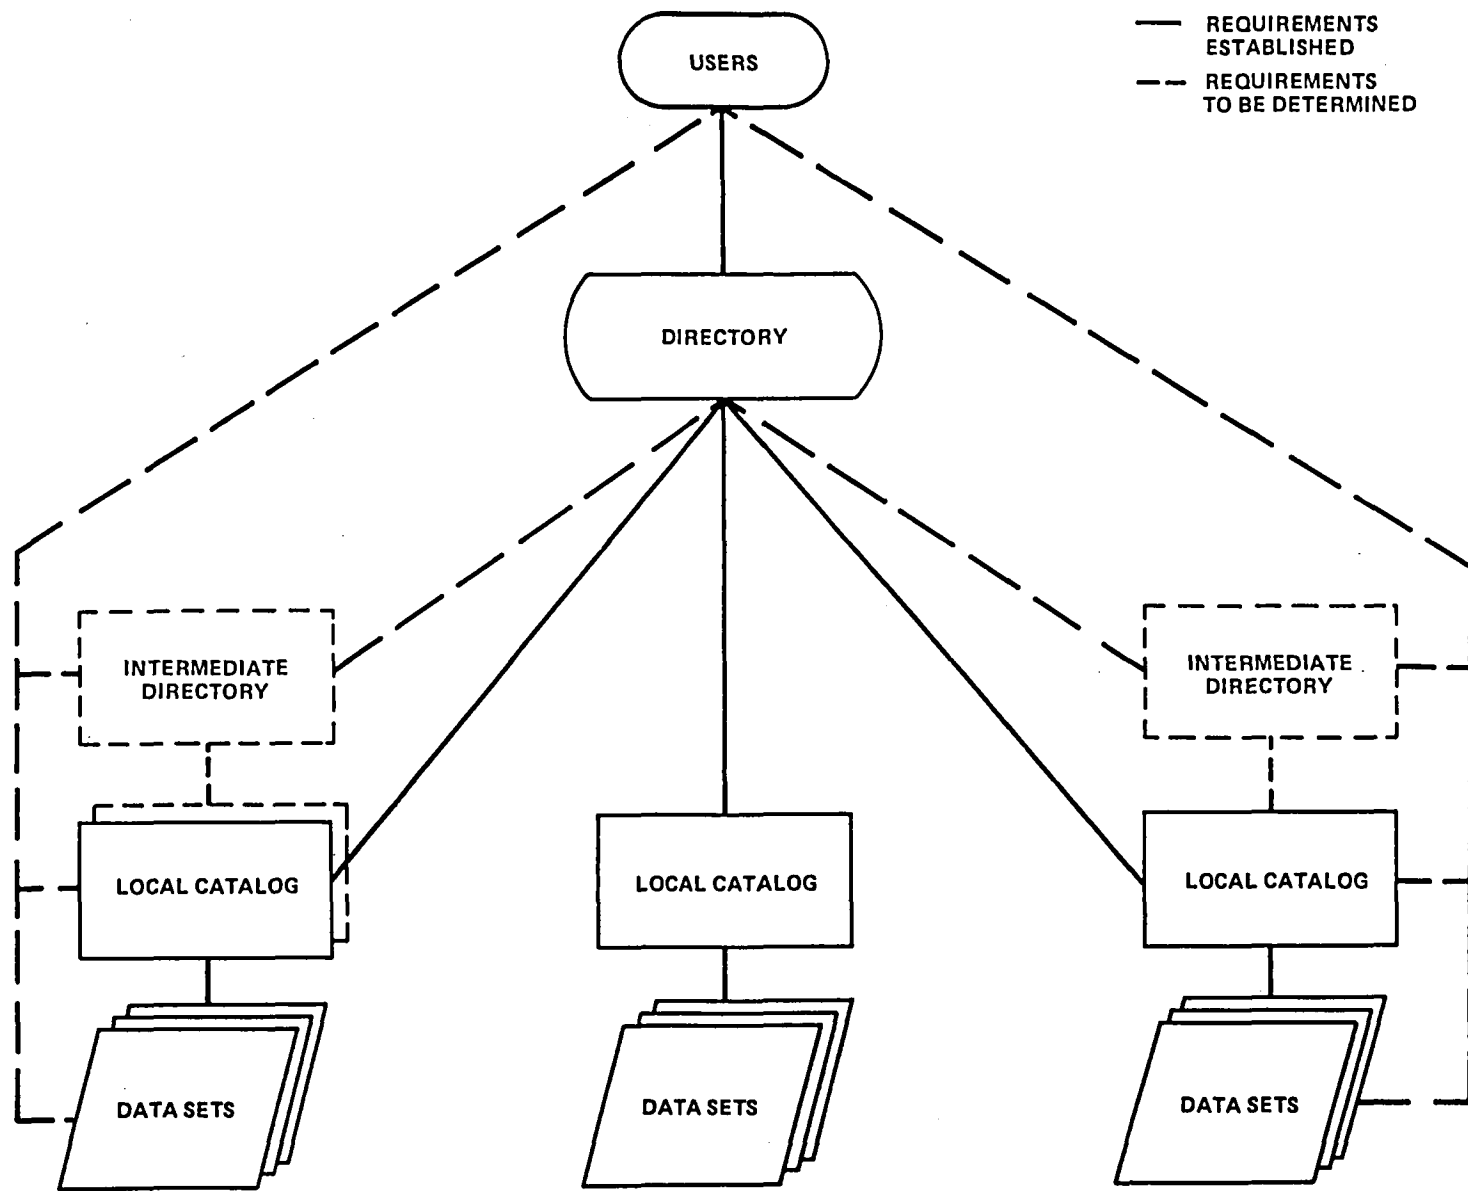 REQUIREMENTS
ESTABLISHED
REQUIREMENTS
TO BE DETERMINED
USERS
DIRECTORY
INTERMEDIATE
DIRECTORY
INTERMEDIATE
DIRECTORY
LOCAL CATALOG
LOCAL CATALOG
LOCAL CATALOG
DATA SETS
DATA SETS
DATA SETS